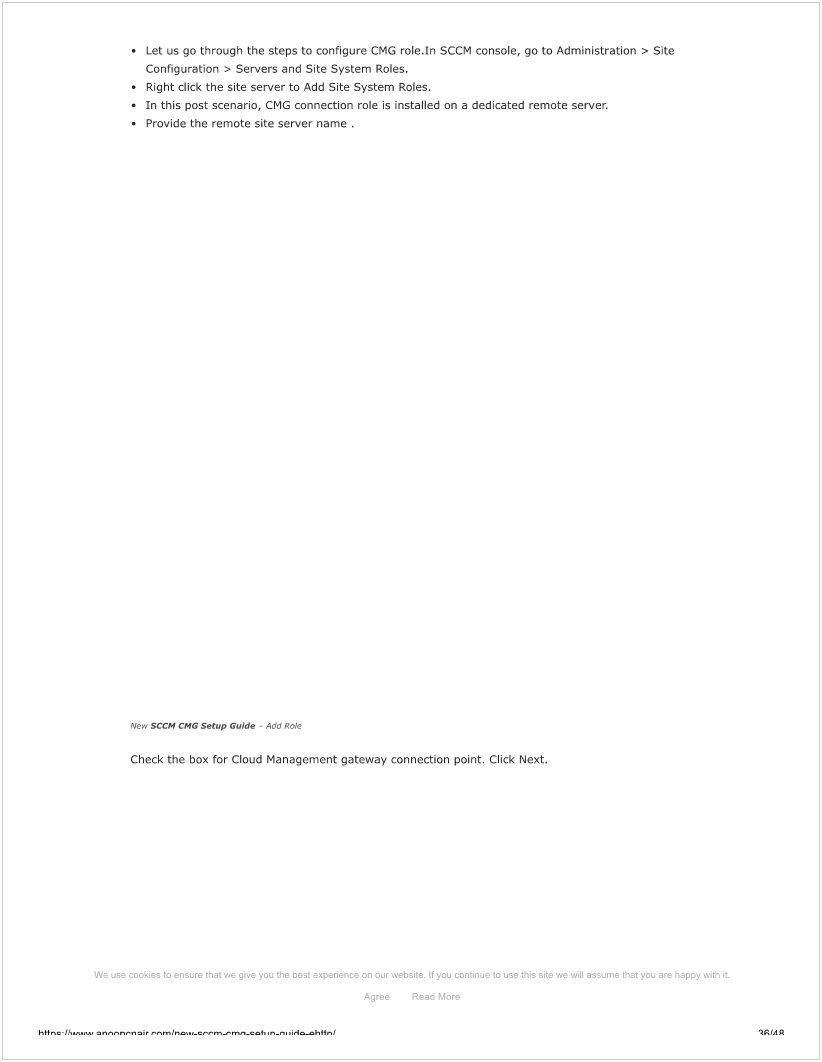 • Let us go through the steps to configure CMG role.In SCCM console, go to Administration > Site
Configuration > Servers and Site System Roles.
• Right click the site server to Add Site System Roles.
• In this post scenario, CMG connection role is installed on a dedicated remote server.
• Provide the remote site server name .
New SCCM CMG Setup Guide – Add Role
Check the box for Cloud Management gateway connection point. Click Next.
We use cookies to ensure that we give you the best experience on our website. If you continue to use this site we will assume that you are happy with it.
Agree Read More
https://www.anoopcnair.com/new-sccm-cmg-setup-guide-ehttp/ 36/48